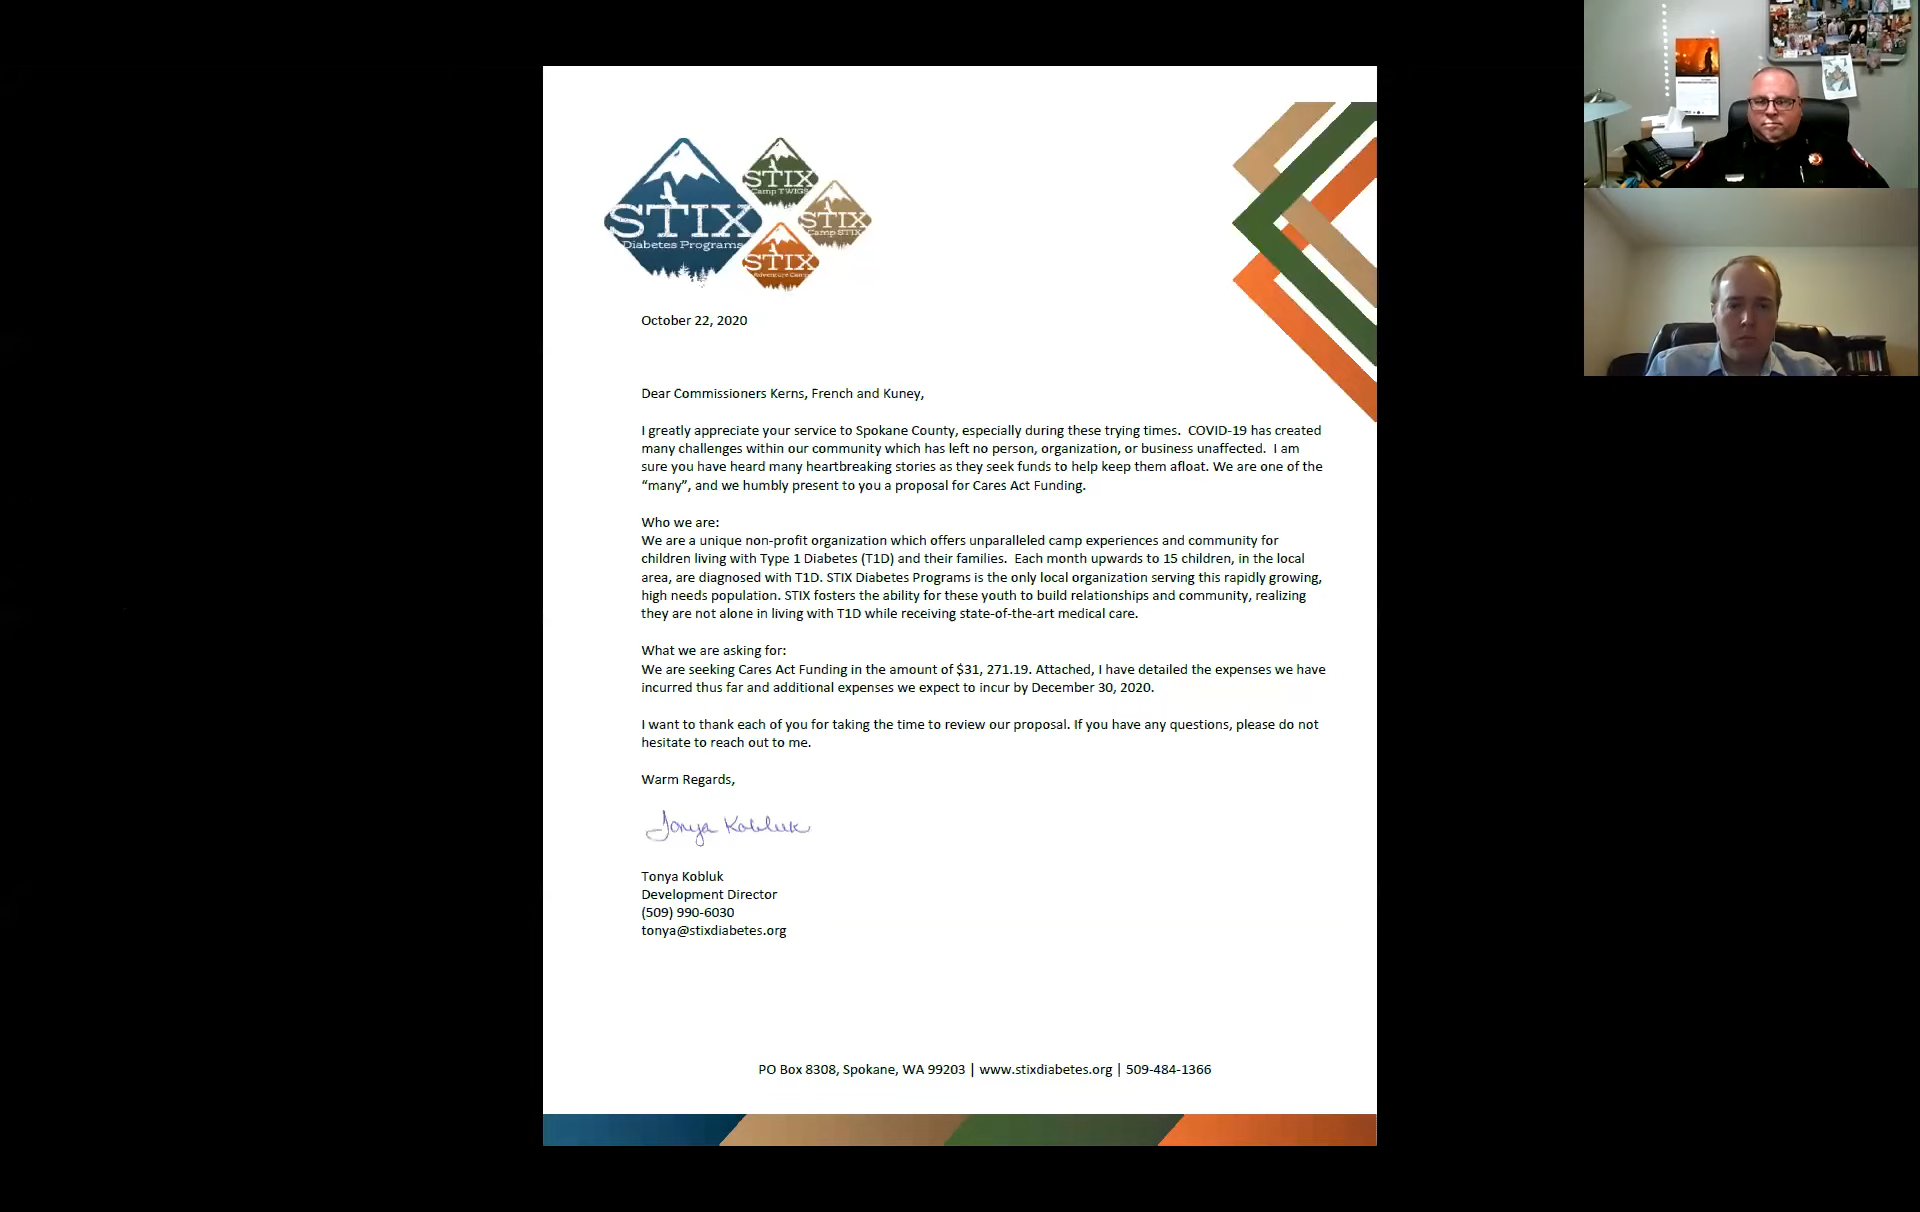 STIX
Diabetes Programs
STIX
Camp TWIGS
STIX
Camp STIX
STIX
Adventure Camp
October 22, 2020
Dear Commissioners Kerns, French and Kuney,
I greatly appreciate your service to Spokane County, especially during these trying times.  COVID-19 has created
many challenges within our community which has left no person, organization, or business unaffected.  I am
sure you have heard many heartbreaking stories as they seek funds to help keep them afloat. We are one of the
“many”, and we humbly present to you a proposal for Cares Act Funding.
Who we are:
We are a unique non-profit organization which offers unparalleled camp experiences and community for
children living with Type 1 Diabetes (T1D) and their families.  Each month upwards to 15 children, in the local
area, are diagnosed with T1D. STIX Diabetes Programs is the only local organization serving this rapidly growing,
high needs population. STIX fosters the ability for these youth to build relationships and community, realizing
they are not alone in living with T1D while receiving state-of-the-art medical care.
What we are asking for:
We are seeking Cares Act Funding in the amount of $31, 271.19. Attached, I have detailed the expenses we have
incurred thus far and additional expenses we expect to incur by December 30, 2020.
I want to thank each of you for taking the time to review our proposal. If you have any questions, please do not
hesitate to reach out to me.
Warm Regards,
Tonya Kobluk
Tonya Kobluk
Development Director
(509) 990-6030
tonya@stixdiabetes.org
PO Box 8308, Spokane, WA 99203 | www.stixdiabetes.org | 509-484-1366